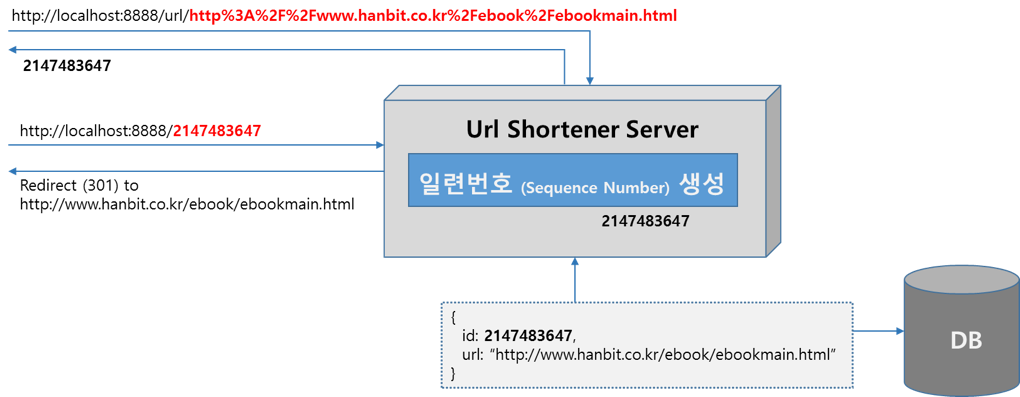 http://localhost:8888/url/http%3A%2F%2Fwww.hanbit.co.kr%2Febook%2Febookmain.html
2147483647
http://localhost:8888/2147483647
Redirect (301) to
http://www.hanbit.co.kr/ebook/ebookmain.html
Url Shortener Server
일련번호 (Sequence Number) 생성
2147483647
{
id: 2147483647,
url: “http://www.hanbit.co.kr/ebook/ebookmain.html”
}
DB